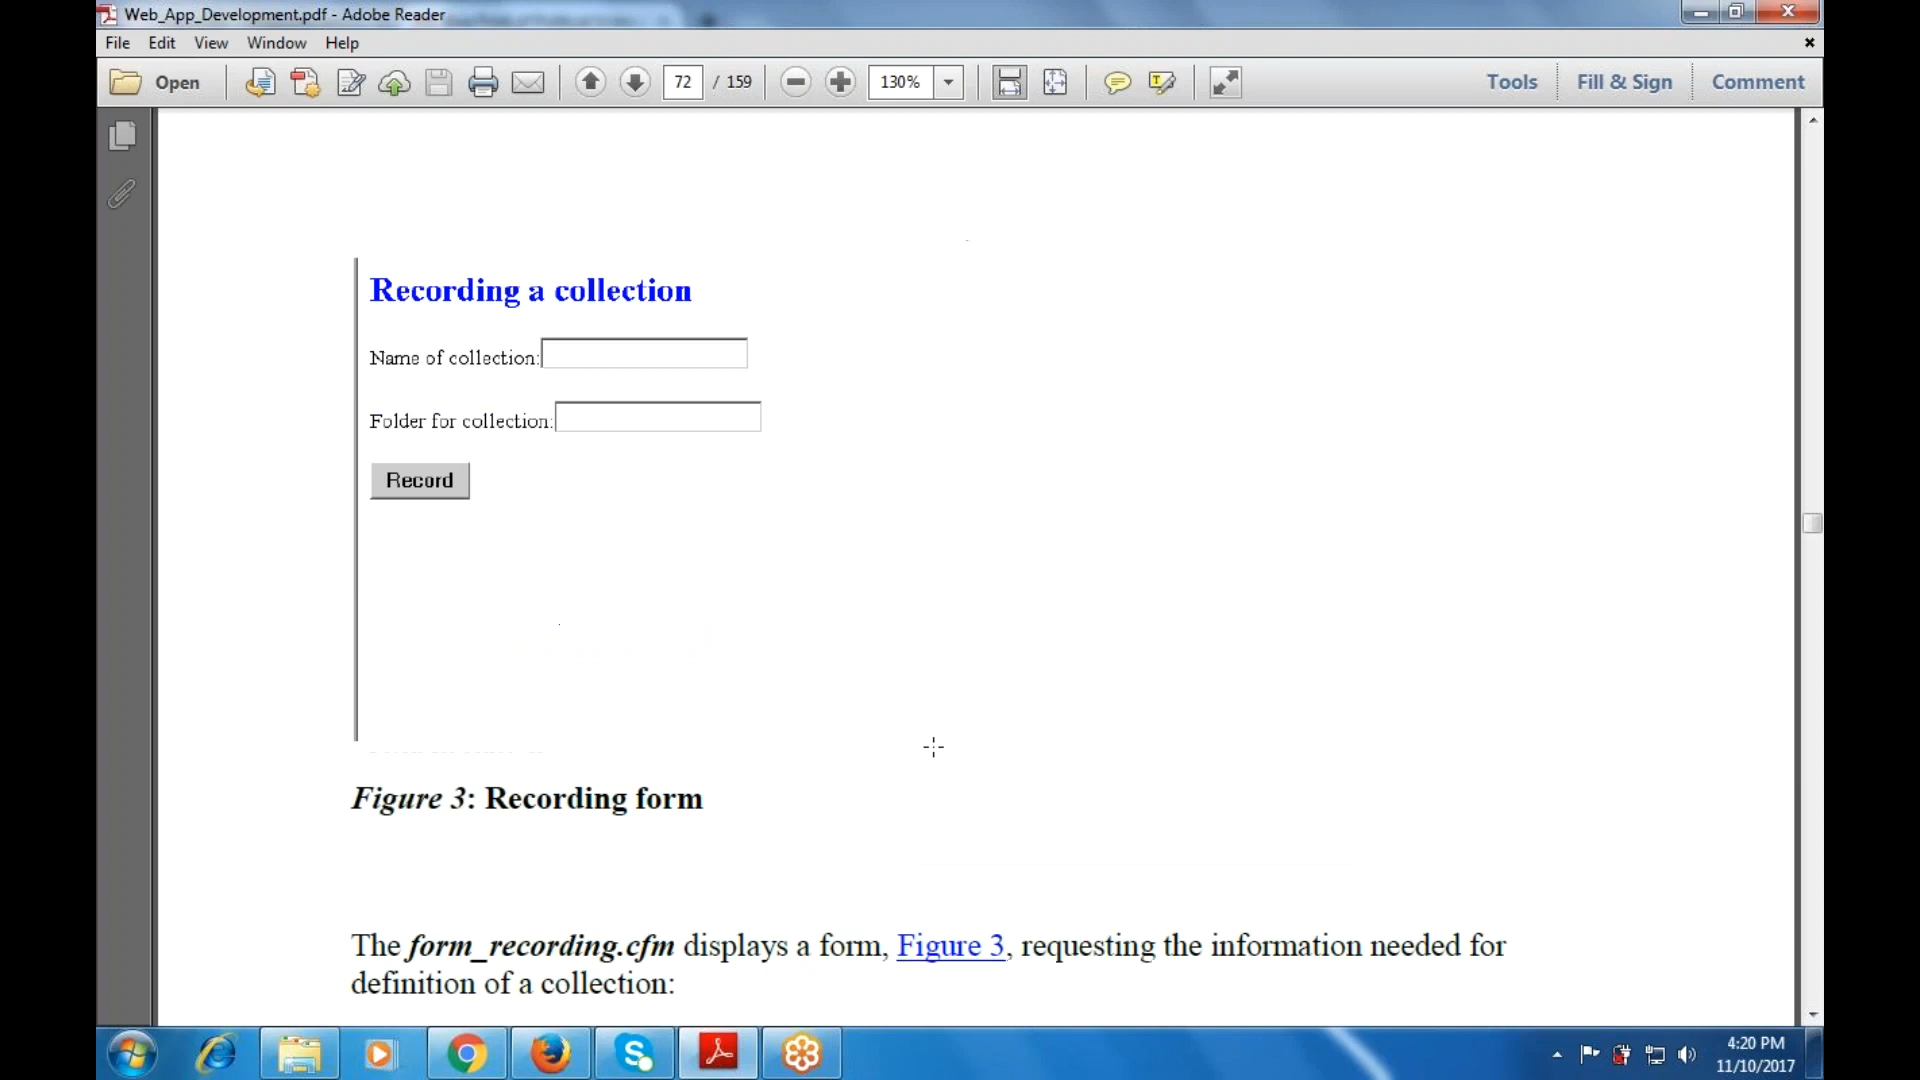 Web_App_Development.pdf - Adobe Reader
File Edit View Window Help
Open 72 / 159 130% Tools Fill & Sign Comment
Recording a collection
Name of collection:
Folder for collection:
Record
Figure 3: Recording form
The form_recording.cfm displays a form, Figure 3, requesting the information needed for
definition of a collection:
4:20 PM
11/10/2017